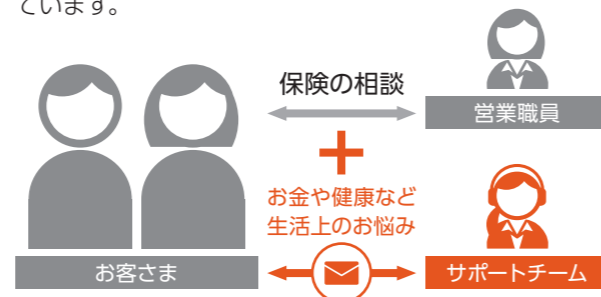 ています。
保険の相談
営業職員
お金や健康など
生活上のお悩み
お客さま
サポートチーム